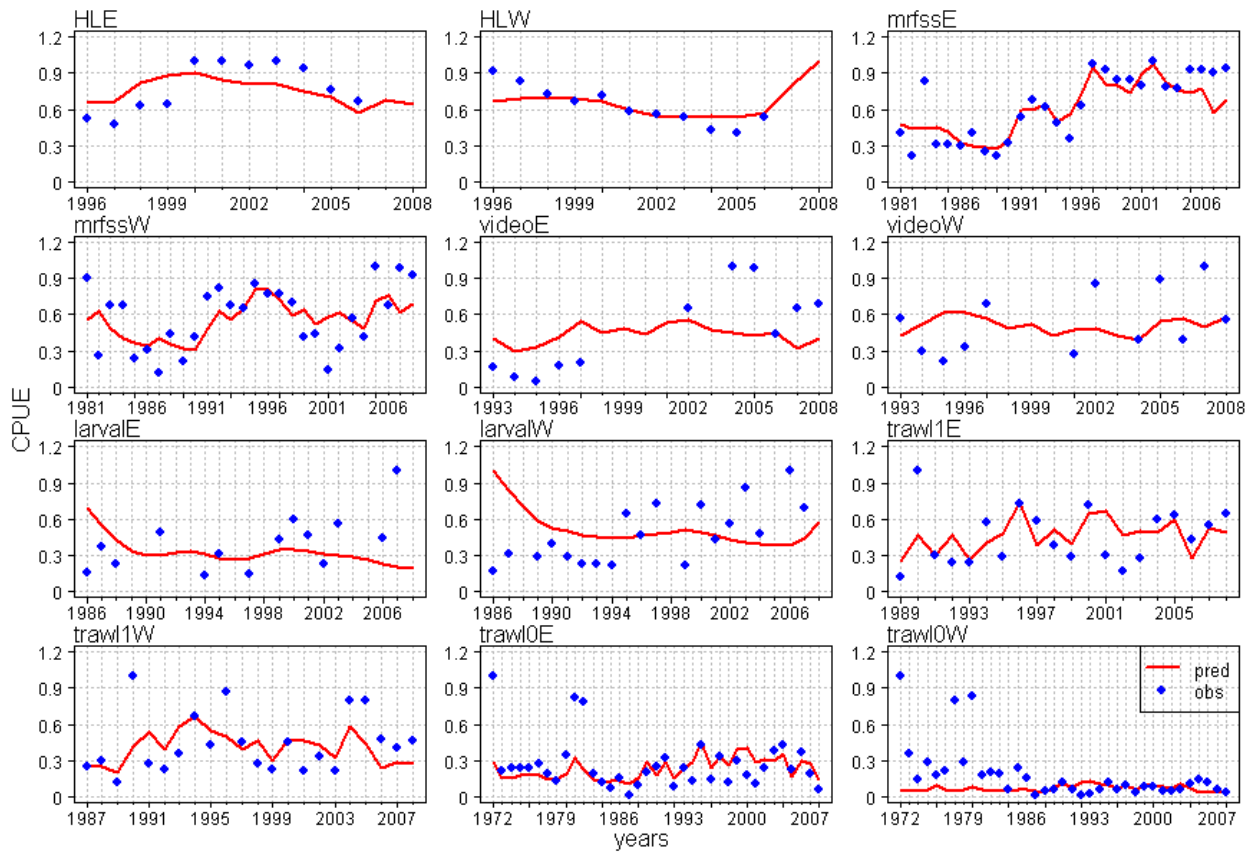 CPUE
HLE
1.2
0.9
0.6
0.3
0
1996 1999 2002 2005 2008
HLW
1.2
0.9
0.6
0.3
0
1996 1999 2002 2005 2008
mrfssE
1.2
0.9
0.6
0.3
0
1981 1986 1991 1996 2001 2006
mrfssW
1.2
0.9
0.6
0.3
0
1981 1986 1991 1996 2001 2006
videoE
1.2
0.9
0.6
0.3
0
1993 1996 1999 2002 2005 2008
videoW
1.2
0.9
0.6
0.3
0
1993 1996 1999 2002 2005 2008
larvalE
1.2
0.9
0.6
0.3
0
1986 1990 1994 1998 2002 2006
larvalW
1.2
0.9
0.6
0.3
0
1986 1990 1994 1998 2002 2006
trawl1E
1.2
0.9
0.6
0.3
0
1989 1993 1997 2001 2005
trawl1W
1.2
0.9
0.6
0.3
0
1987 1991 1995 1999 2003 2007
trawl0E
1.2
0.9
0.6
0.3
0
1972 1979 1986 1993 2000 2007
trawl0W
1.2
0.9
0.6
0.3
0
1972 1979 1986 1993 2000 2007
pred
obs
years